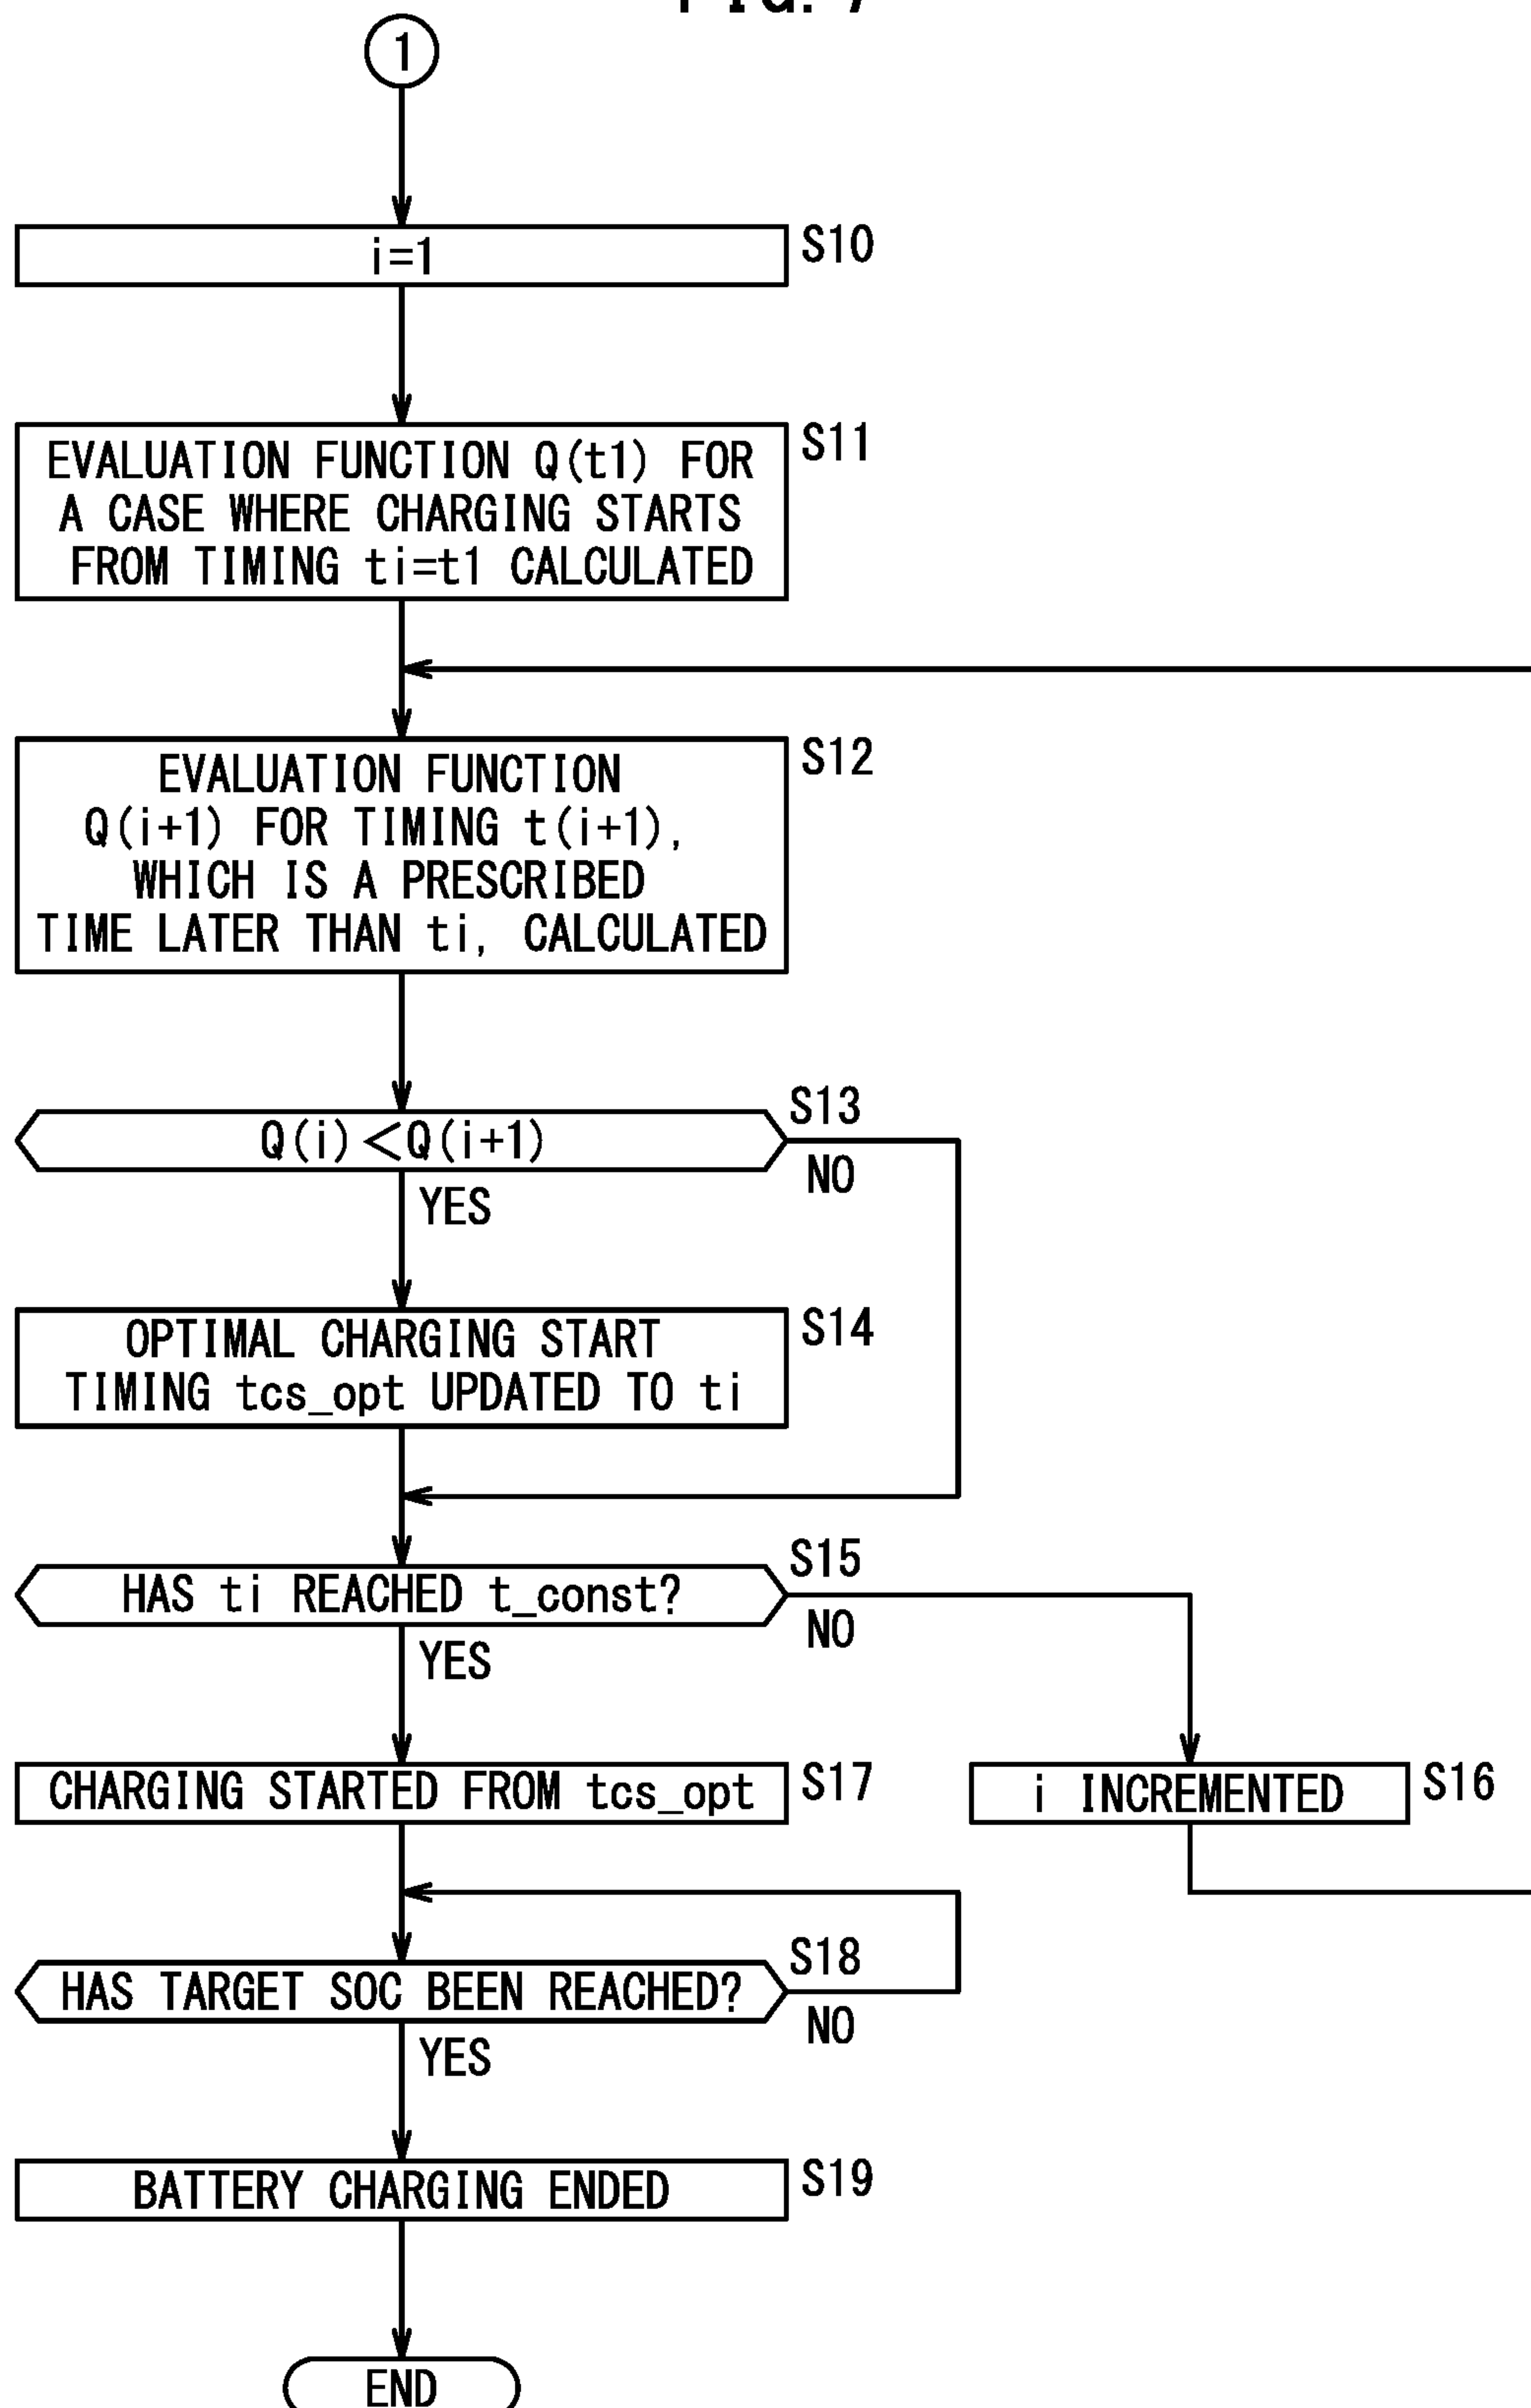 FIG. 7
1
i=1
S10
EVALUATION FUNCTION Q(t1) FOR
A CASE WHERE CHARGING STARTS
FROM TIMING ti=t1 CALCULATED
S11
EVALUATION FUNCTION
Q(i+1) FOR TIMING t(i+1),
WHICH IS A PRESCRIBED
TIME LATER THAN ti, CALCULATED
S12
Q(i)<Q(i+1)
S13
NO
YES
OPTIMAL CHARGING START
TIMING tcs_opt UPDATED TO ti
S14
HAS ti REACHED t_const?
S15
NO
YES
CHARGING STARTED FROM tcs_opt
S17
i INCREMENTED
S16
HAS TARGET SOC BEEN REACHED?
S18
NO
YES
BATTERY CHARGING ENDED
S19
END